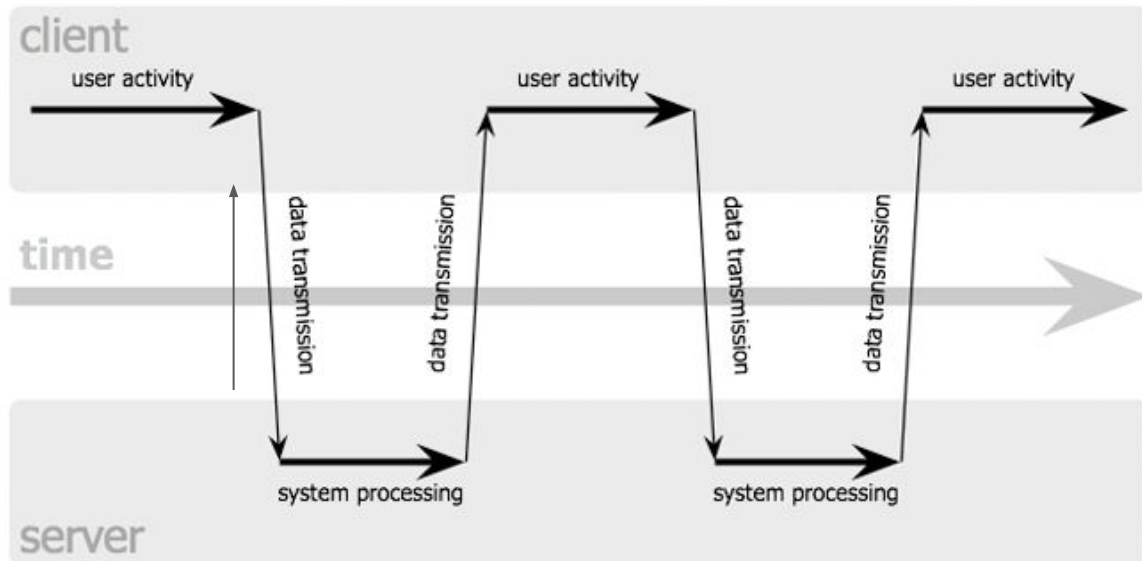 client
user activity
user activity
user activity
data transmission
data transmission
data transmission
data transmission
time
system processing
system processing
server